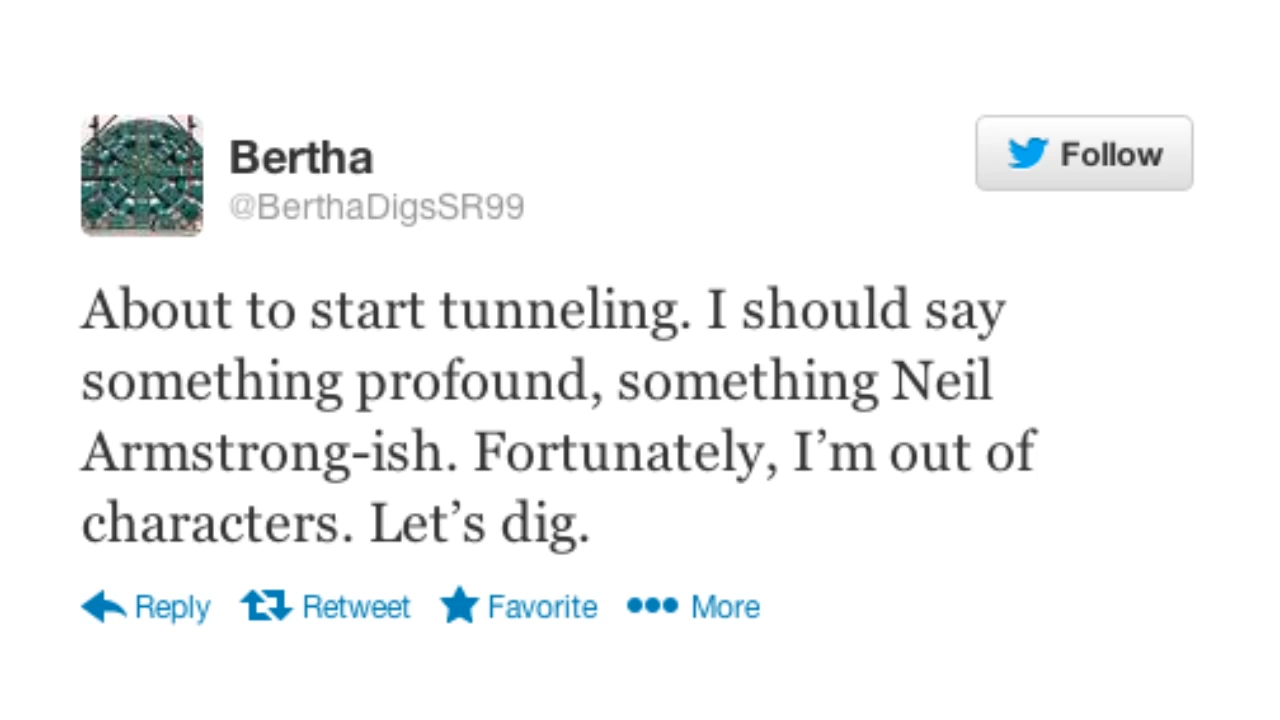 Bertha
@BerthaDigsSR99
Follow
About to start tunneling. I should say
something profound, something Neil
Armstrong-ish. Fortunately, I’m out of
characters. Let’s dig.
Reply Retweet Favorite More